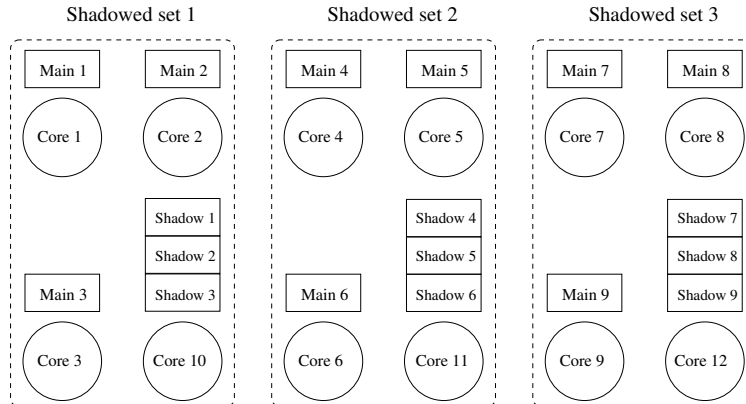 Shadowed set 1 Shadowed set 2 Shadowed set 3
Main 1 Main 2 Main 4 Main 5 Main 7 Main 8
Core 1 Core 2 Core 4 Core 5 Core 7 Core 8
Shadow 1 Shadow 4 Shadow 7
Shadow 2 Shadow 5 Shadow 8
Main 3 Shadow 3 Main 6 Shadow 6 Main 9 Shadow 9
Core 3 Core 10 Core 6 Core 11 Core 9 Core 12